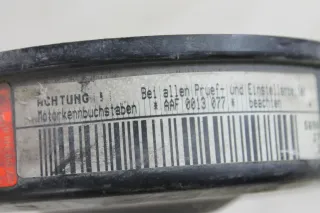 ACHTUNG ! Bei allen Pruef- und Einstellarbeiten
Motorkennbuchstaben * AAF 0013 077 * beachten !